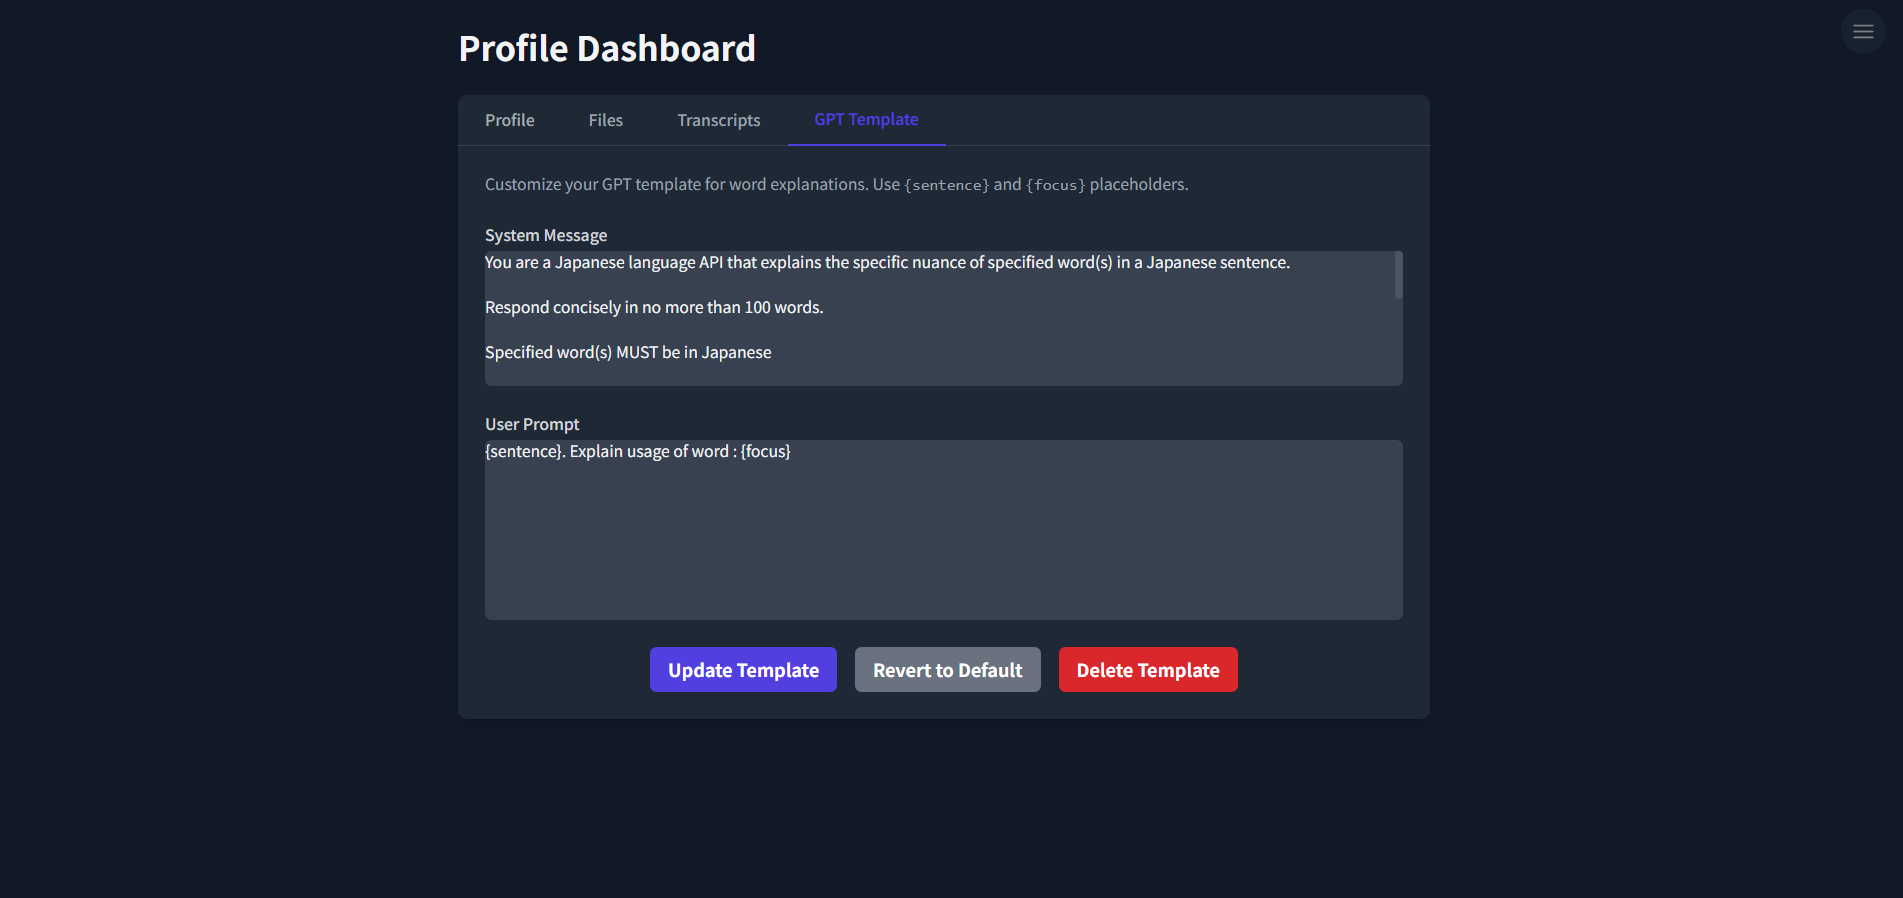 Profile Dashboard
Profile
Files
Transcripts
GPT Template
Customize your GPT template for word explanations. Use {sentence} and {focus} placeholders.
System Message
You are a Japanese language API that explains the specific nuance of specified word(s) in a Japanese sentence.
Respond concisely in no more than 100 words.
Specified word(s) MUST be in Japanese
User Prompt
{sentence}. Explain usage of word : {focus}
Update Template
Revert to Default
Delete Template